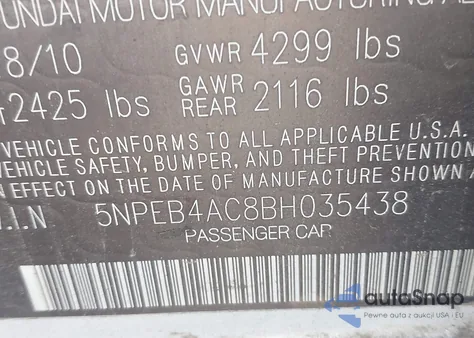 HYUNDAI MOTOR MANUFACTURING AL
8/10 GVWR 4299 lbs
2425 lbs GAWR REAR 2116 lbs
VEHICLE CONFORMS TO ALL APPLICABLE U.S.A.
VEHICLE SAFETY, BUMPER, AND THEFT PREVENTION
IN EFFECT ON THE DATE OF MANUFACTURE SHOWN A
I.N 5NPEB4AC8BH035438
PASSENGER CAR
autoSnap
Pewne auta z aukcji USA i EU